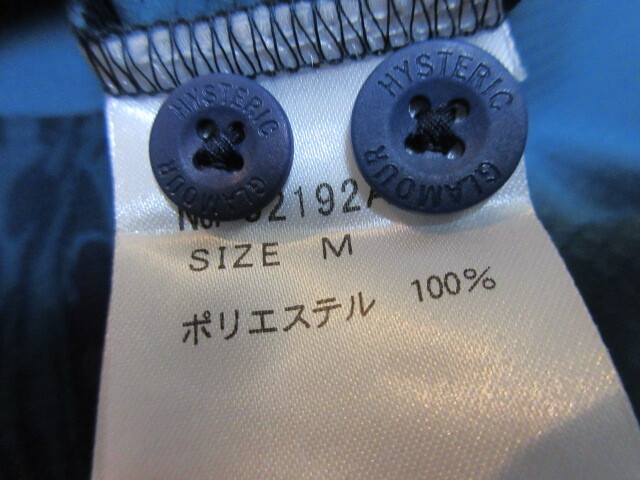 HYSTERIC GLAMOUR
HYSTERIC GLAMOUR
SIZE M
ポリエステル 100%